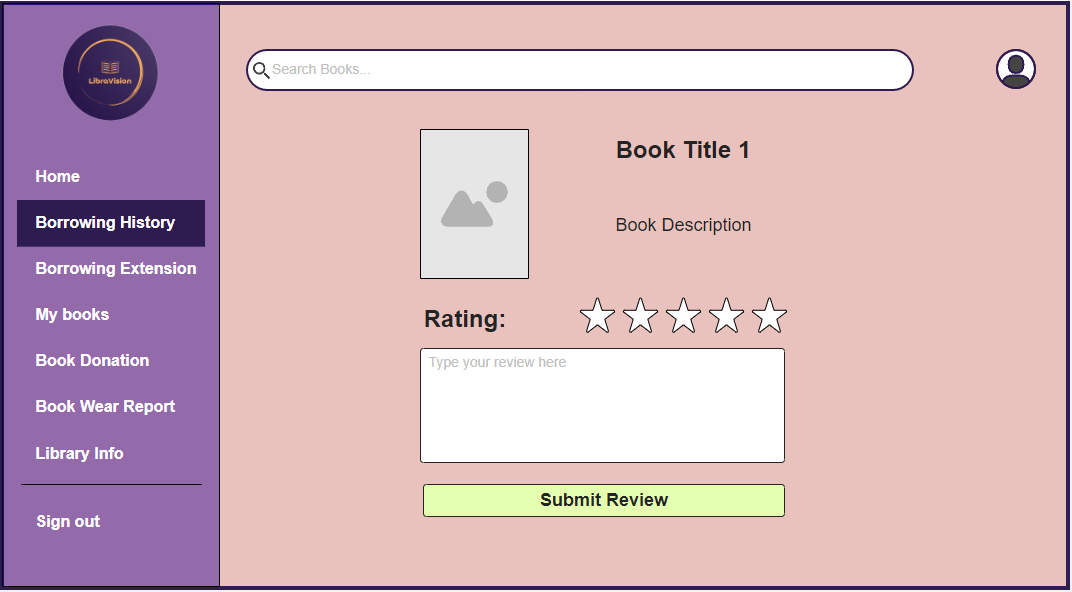 LibraVision
Home
Borrowing History
Borrowing Extension
My books
Book Donation
Book Wear Report
Library Info
Sign out
Search Books...
Book Title 1
Book Description
Rating:
Type your review here
Submit Review